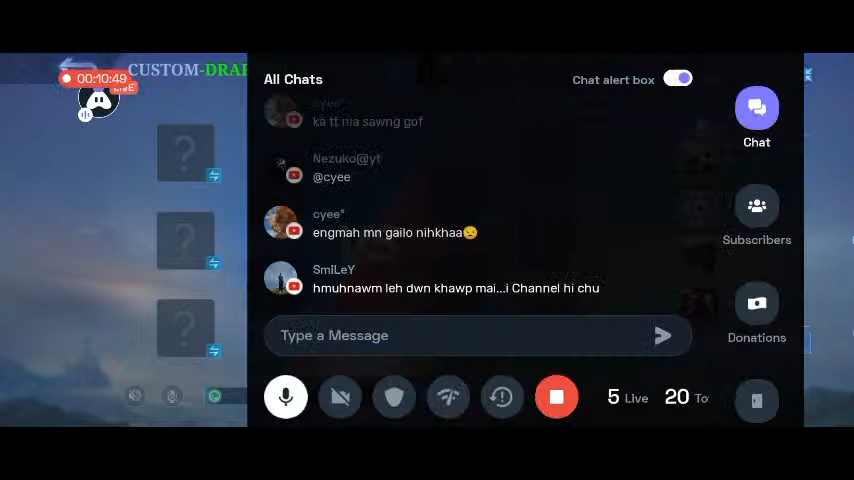 00:10:49
CUSTOM-DRAF
LIVE
All Chats
Chat alert box
cyee°
ka tt nia sawng gof
Nezuko@yt
@cyee
cyee°
engmah mn gailo nihkhaa😣
SmiLeY
hmuhnawm leh dwn khawp mai...i Channel hi chu
Type a Message
5 Live
20 To
Chat
Subscribers
Donations